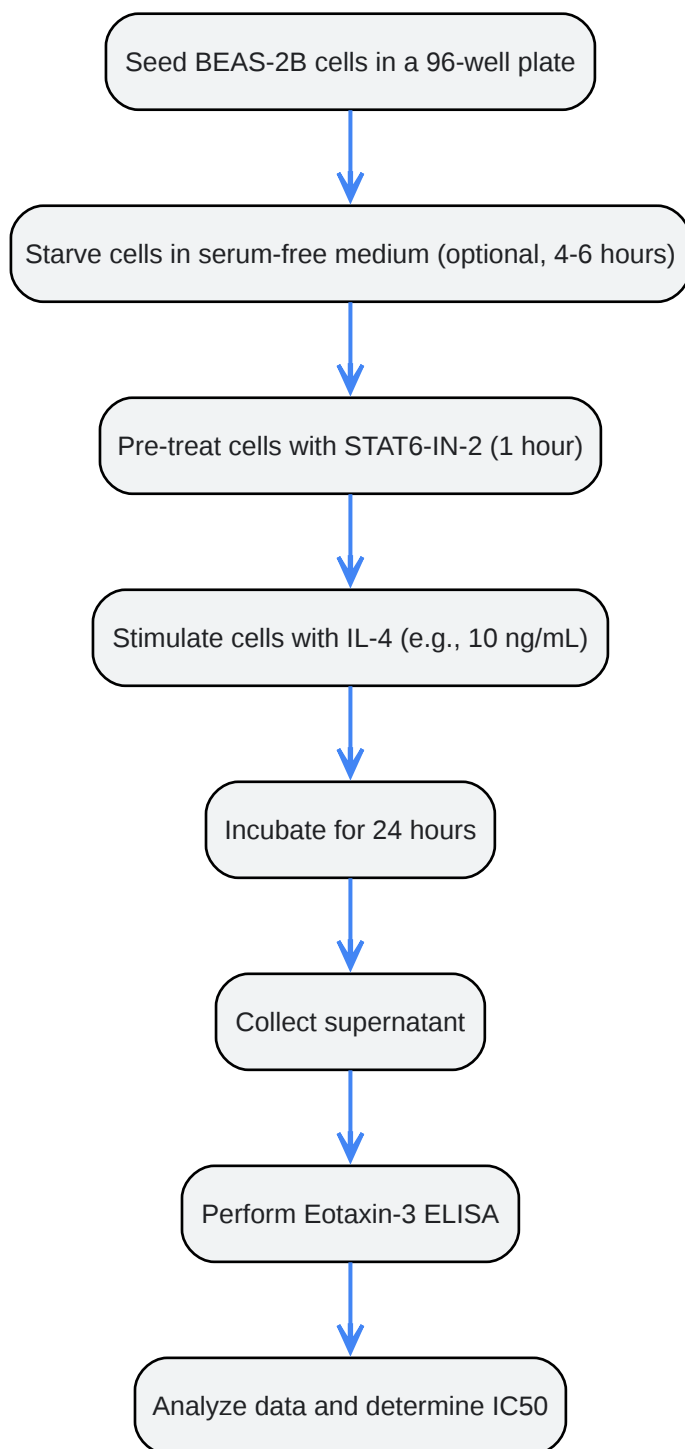 Seed BEAS-2B cells in a 96-well plate
Starve cells in serum-free medium (optional, 4-6 hours)
Pre-treat cells with STAT6-IN-2 (1 hour)
Stimulate cells with IL-4 (e.g., 10 ng/mL)
Incubate for 24 hours
Collect supernatant
Perform Eotaxin-3 ELISA
Analyze data and determine IC50